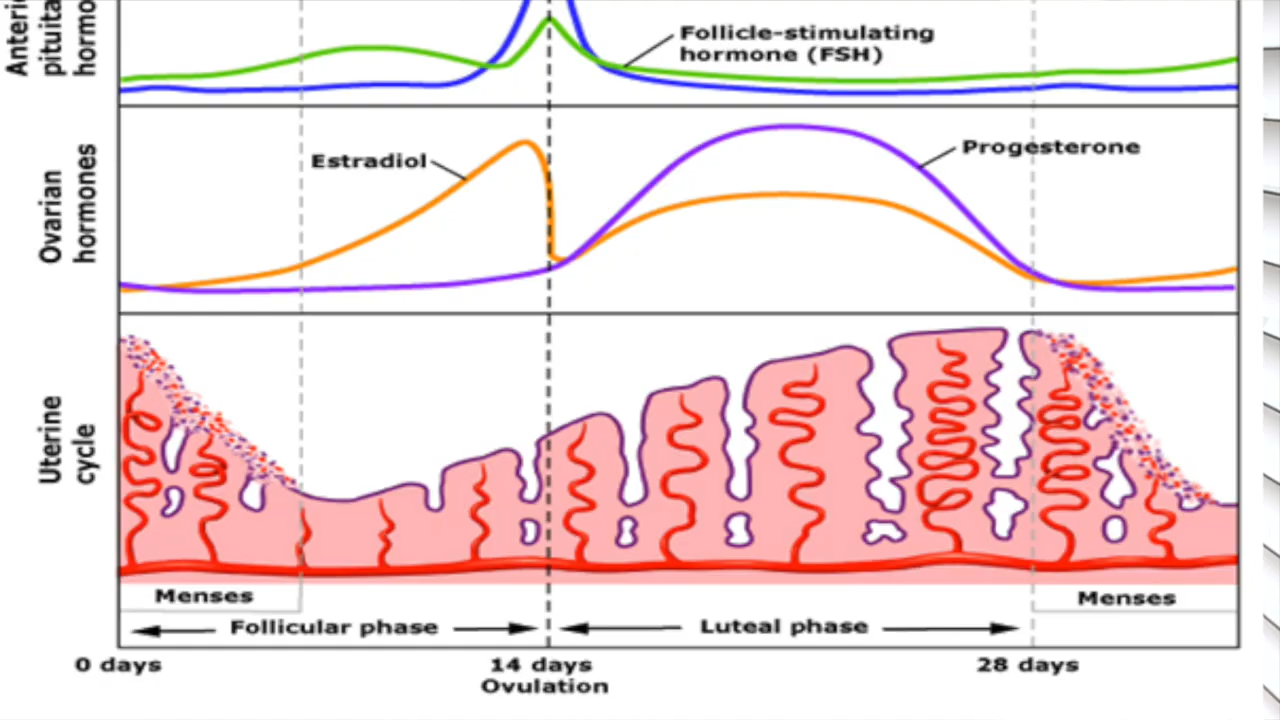 Follicle-stimulating
hormone (FSH)
Estradiol
Progesterone
Ovarian
hormones
Uterine
cycle
Menses
Menses
Follicular phase
Luteal phase
0 days
14 days
28 days
Ovulation